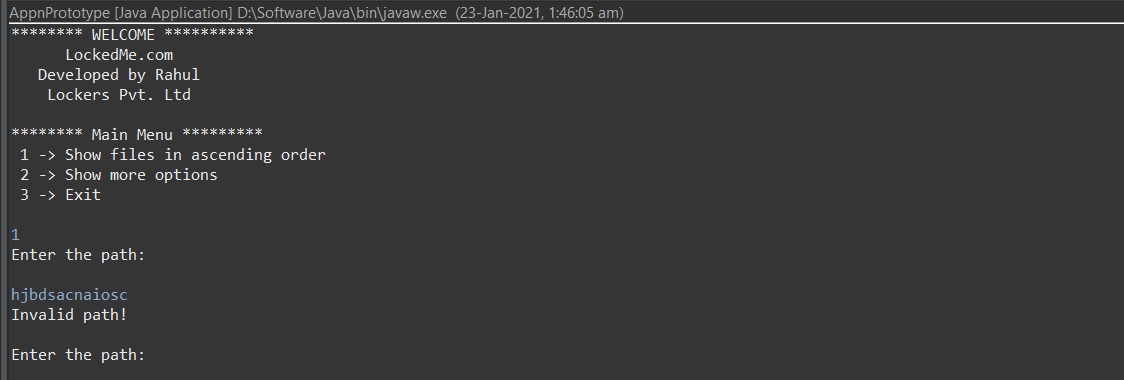 AppnPrototype [Java Application] D:\Software\Java\bin\javaw.exe (23-Jan-2021, 1:46:05 am)
******** WELCOME **********
LockedMe.com
Developed by Rahul
Lockers Pvt. Ltd
******** Main Menu *********
1 -> Show files in ascending order
2 -> Show more options
3 -> Exit
1
Enter the path:
hjbdsacnaiosc
Invalid path!
Enter the path: